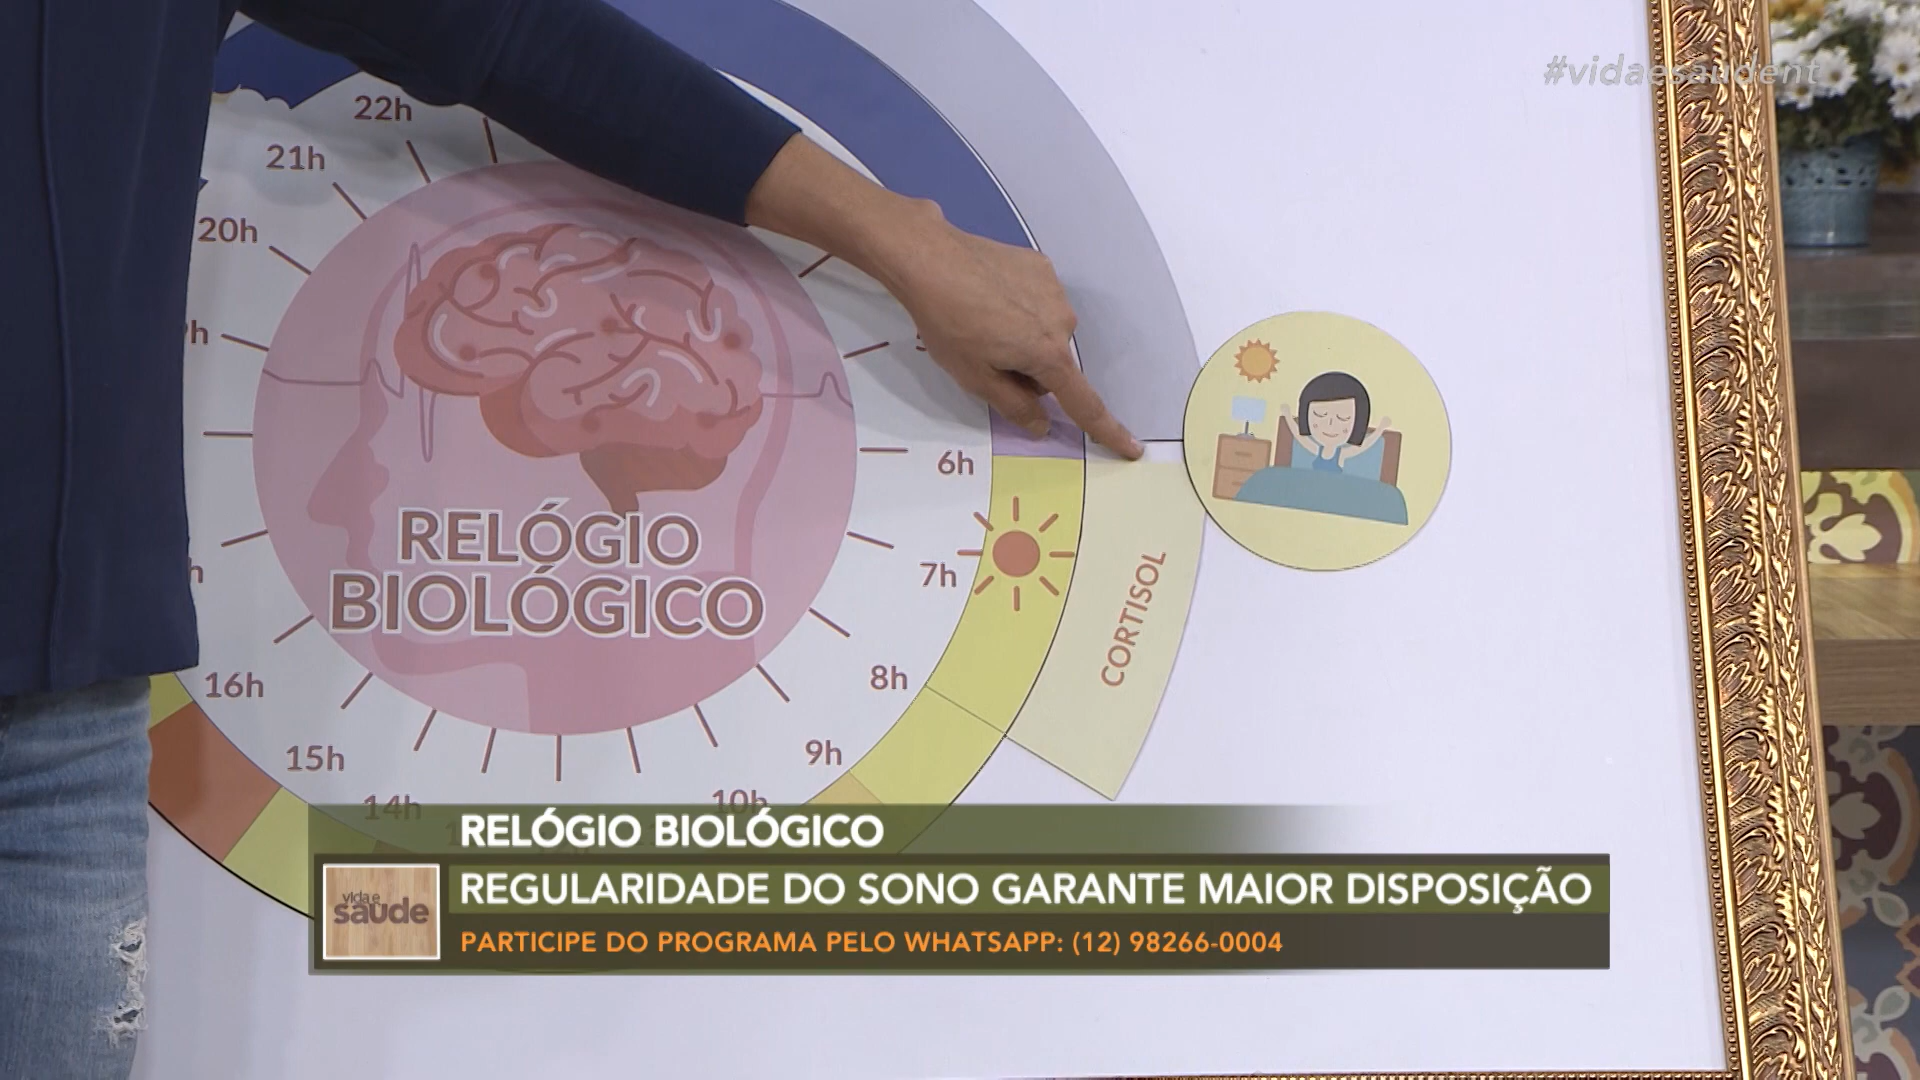 #vidaesaudent
22h
21h
20h
6h
7h
8h
9h
10h
14h
15h
16h
RELÓGIO
BIOLÓGICO
CORTISOL
RELÓGIO BIOLÓGICO
vida e
saúde
REGULARIDADE DO SONO GARANTE MAIOR DISPOSIÇÃO
PARTICIPE DO PROGRAMA PELO WHATSAPP: (12) 98266-0004